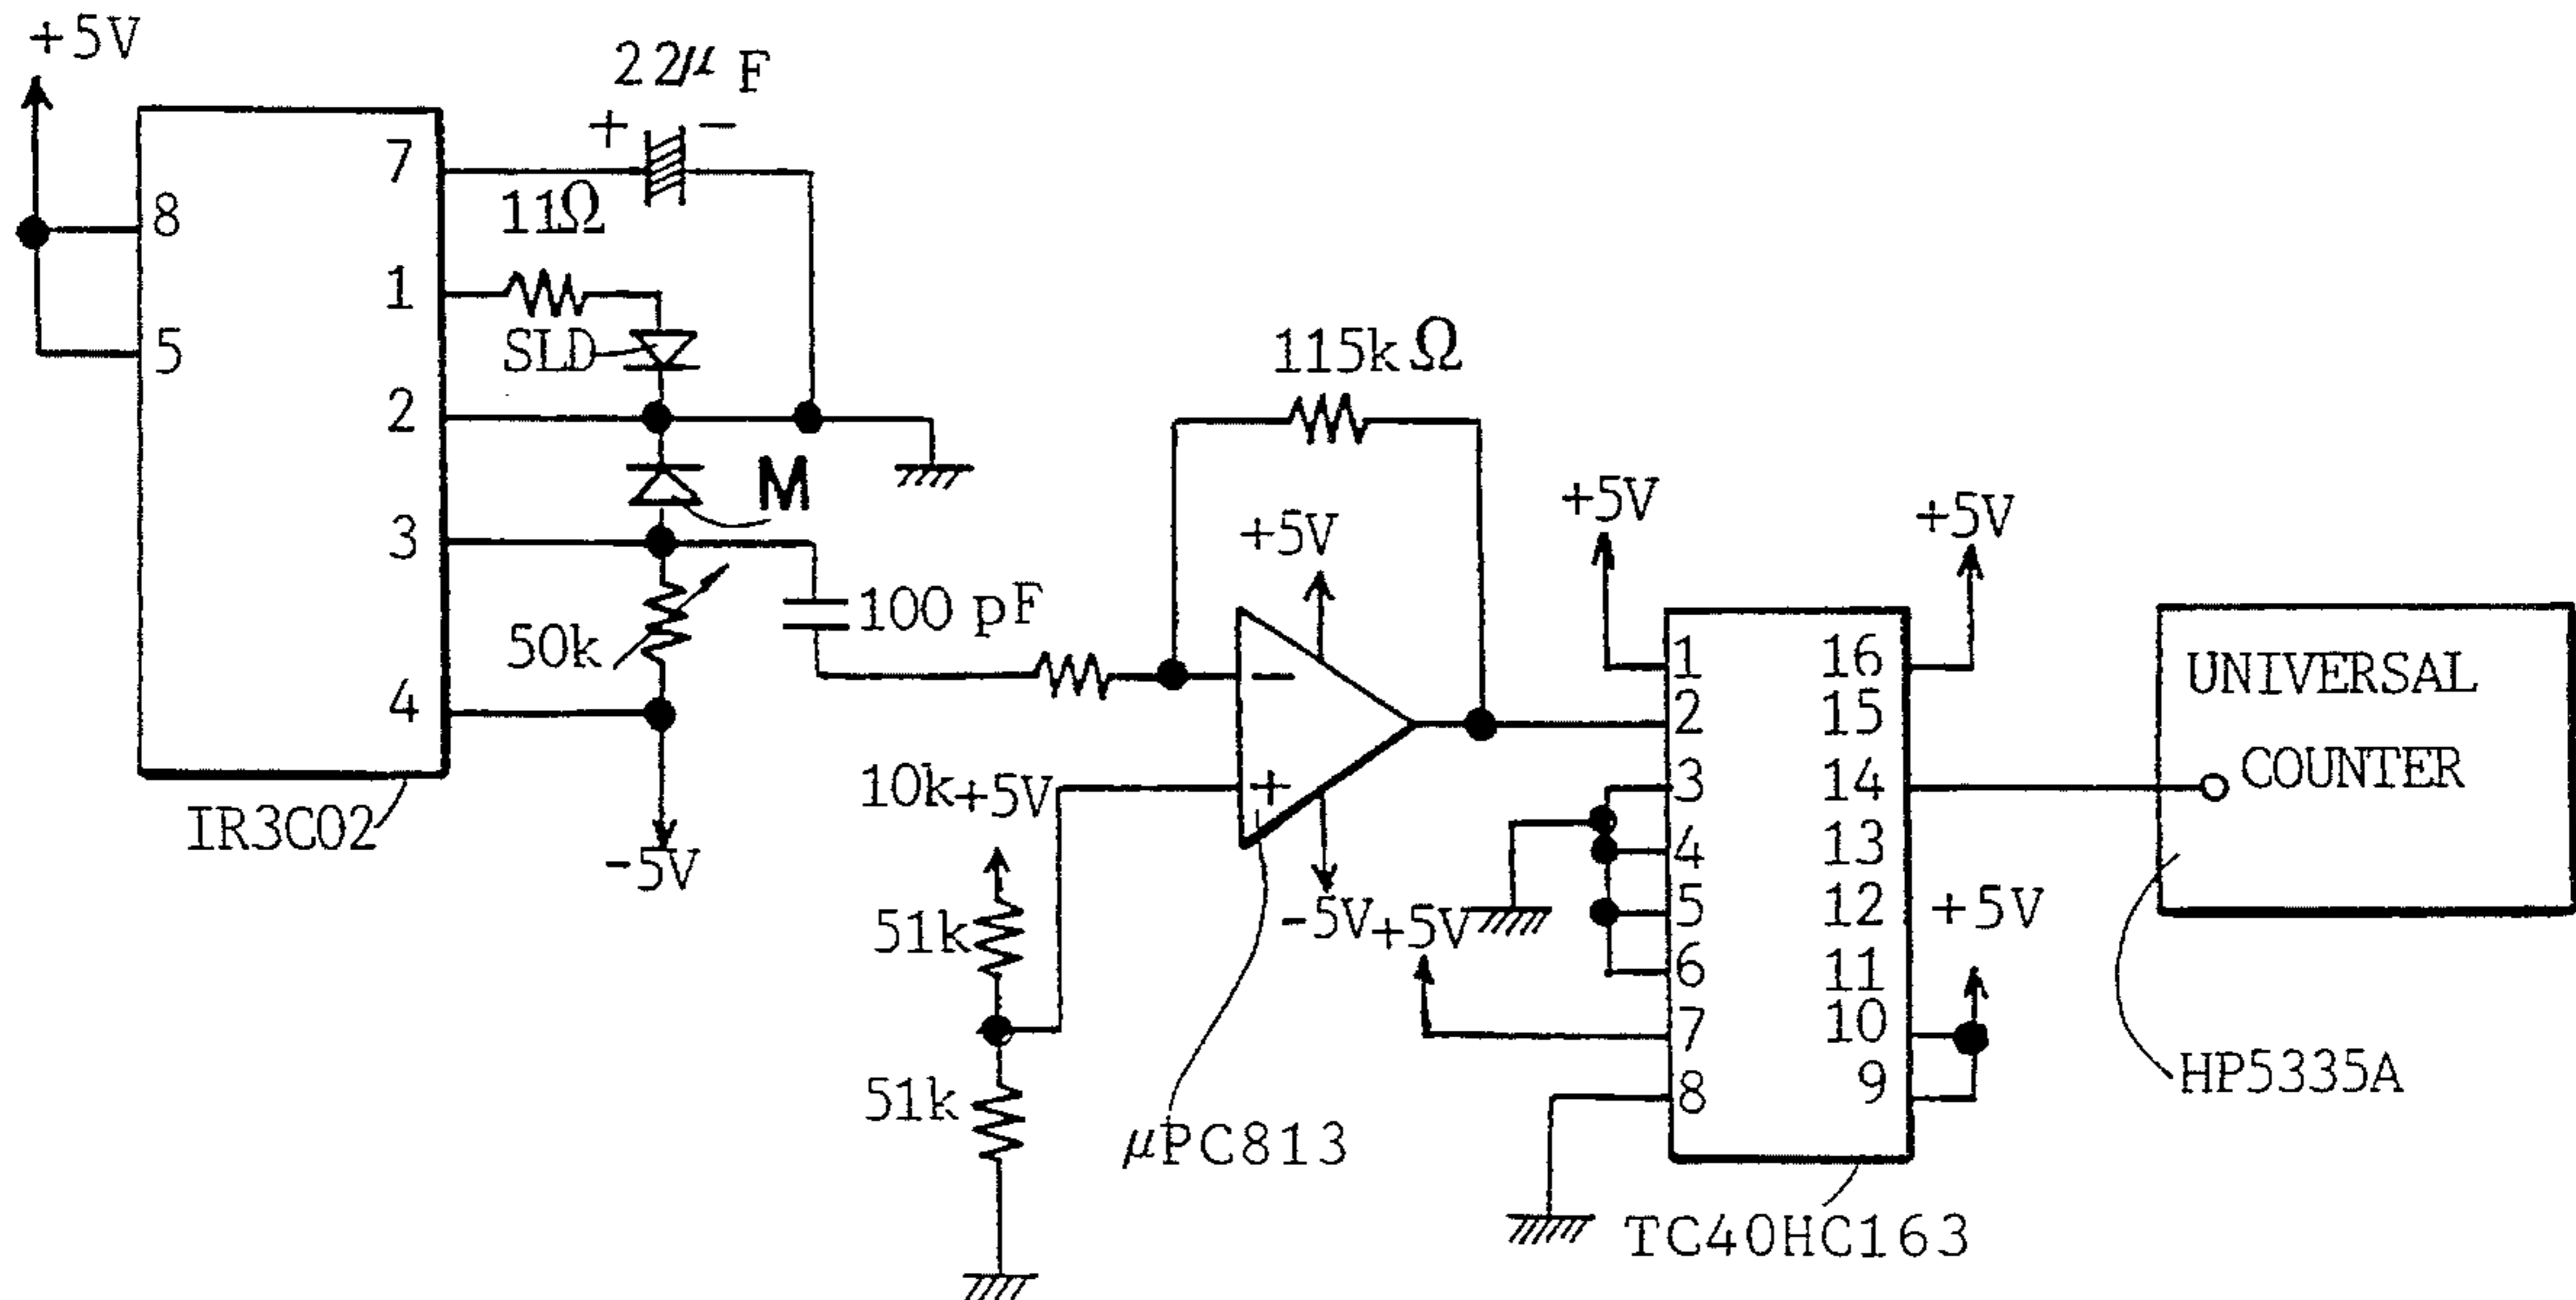 +5V
22μF
+ -
7
8
11Ω
1
5
SLD
2
M
3
50k
100 pF
4
IR3C02
-5V
115kΩ
+5V
-
+
10k
+5V
-5V
51k
51k
μPC813
+5V
+5V
+5V
+5V
1
2
3
4
5
6
7
8
16
15
14
13
12
11
10
9
TC40HC163
UNIVERSAL
COUNTER
HP5335A